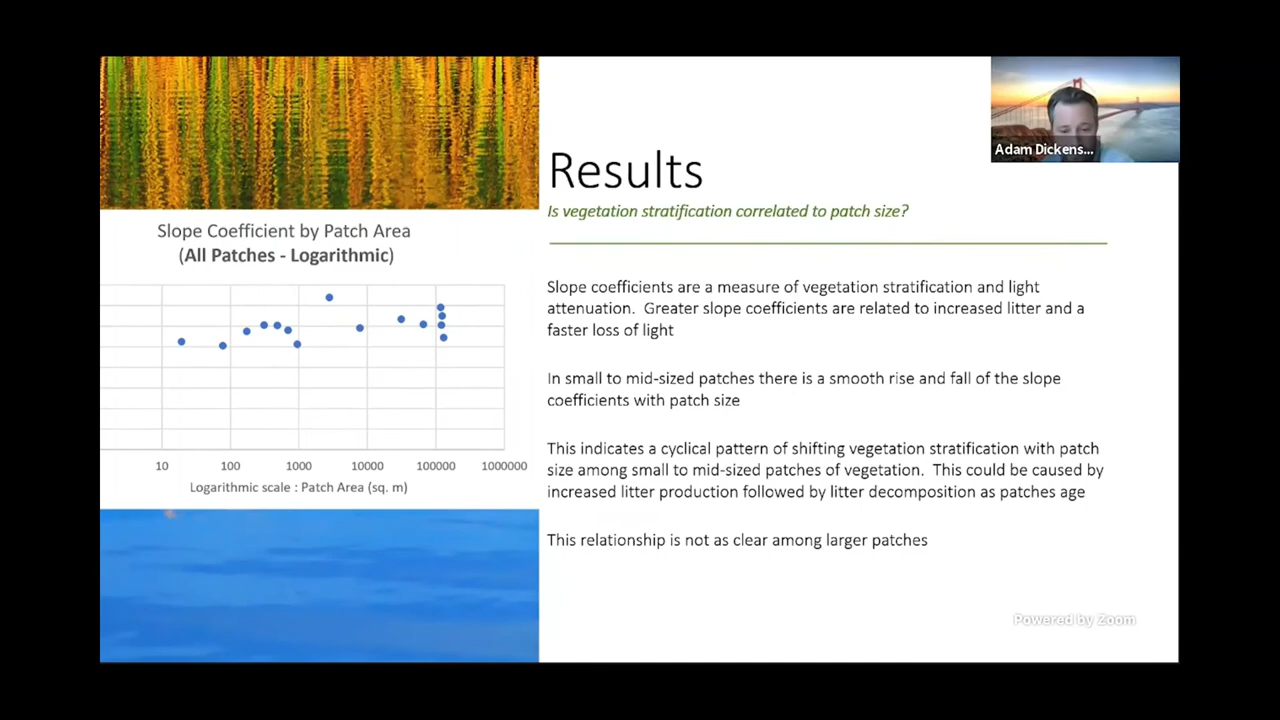 Adam Dickens...
Results
Is vegetation stratification correlated to patch size?
Slope Coefficient by Patch Area
(All Patches - Logarithmic)
10 100 1000 10000 100000 1000000
Logarithmic scale : Patch Area (sq. m)
Slope coefficients are a measure of vegetation stratification and light
attenuation. Greater slope coefficients are related to increased litter and a
faster loss of light
In small to mid-sized patches there is a smooth rise and fall of the slope
coefficients with patch size
This indicates a cyclical pattern of shifting vegetation stratification with patch
size among small to mid-sized patches of vegetation. This could be caused by
increased litter production followed by litter decomposition as patches age
This relationship is not as clear among larger patches
Powered by Zoom